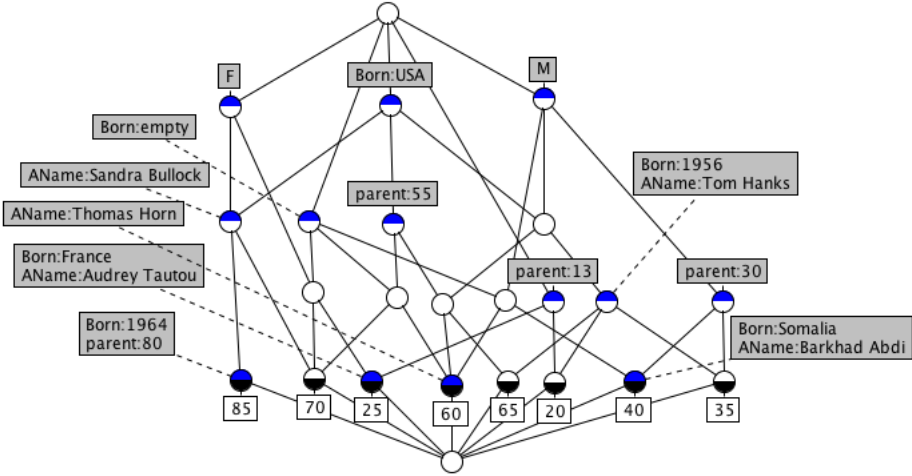 F
Born:USA
M
Born:empty
AName:Sandra Bullock
AName:Thomas Horn
parent:55
Born:1956
AName:Tom Hanks
Born:France
AName:Audrey Tautou
parent:13
parent:30
Born:1964
parent:80
Born:Somalia
AName:Barkhad Abdi
85
70
25
60
65
20
40
35